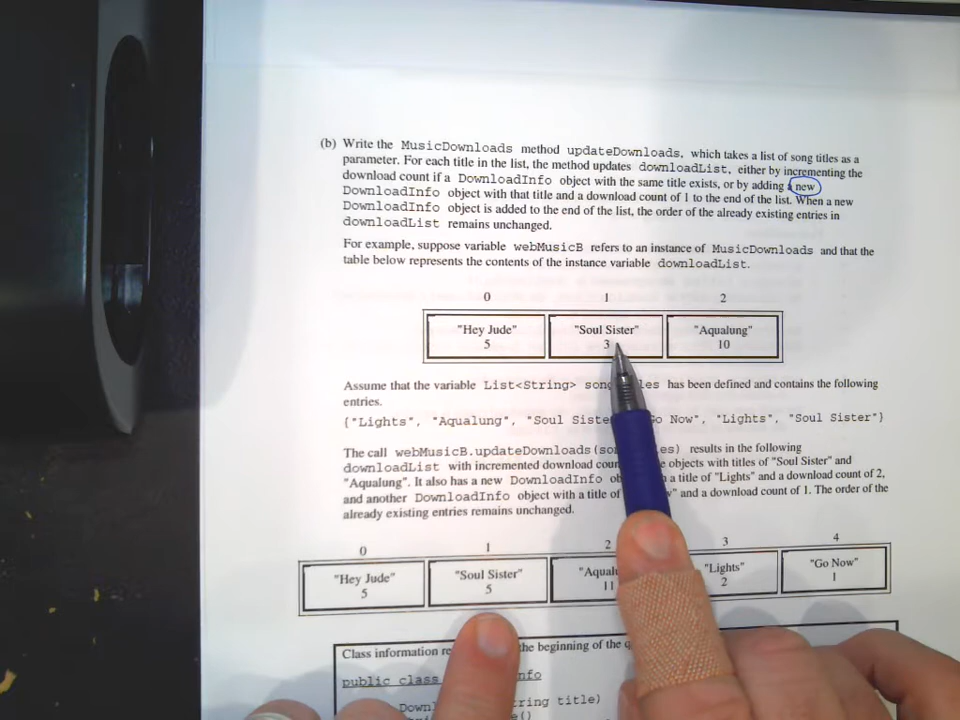 (b) Write the MusicDownloads method updateDownloads, which takes a list of song titles as a
parameter. For each title in the list, the method updates downloadList, either by incrementing the
download count if a DownloadInfo object with the same title exists, or by adding a new
DownloadInfo object with that title and a download count of 1 to the end of the list. When a new
DownloadInfo object is added to the end of the list, the order of the already existing entries in
downloadList remains unchanged.
For example, suppose variable webMusicB refers to an instance of MusicDownloads and that the
table below represents the contents of the instance variable downloadList.
0 1 2
"Hey Jude" "Soul Sister" "Aqualung"
5 3 10
Assume that the variable List<String> has been defined and contains the following
entries.
{"Lights", "Aqualung", "Soul Now", "Lights", "Soul Sister"}
The call webMusicB.updateDownloads results in the following
downloadList with incremented download objects with titles of "Soul Sister" and
"Aqualung". It also has a new DownloadInfo a title of "Lights" and a download count of 2,
and another DownloadInfo object with a title of and a download count of 1. The order of the
already existing entries remains unchanged.
0 1 2 3 4
"Hey Jude" "Soul Sister" "Lights" "Go Now"
5 5 11 2 1
Class information the beginning of the
public class
title)